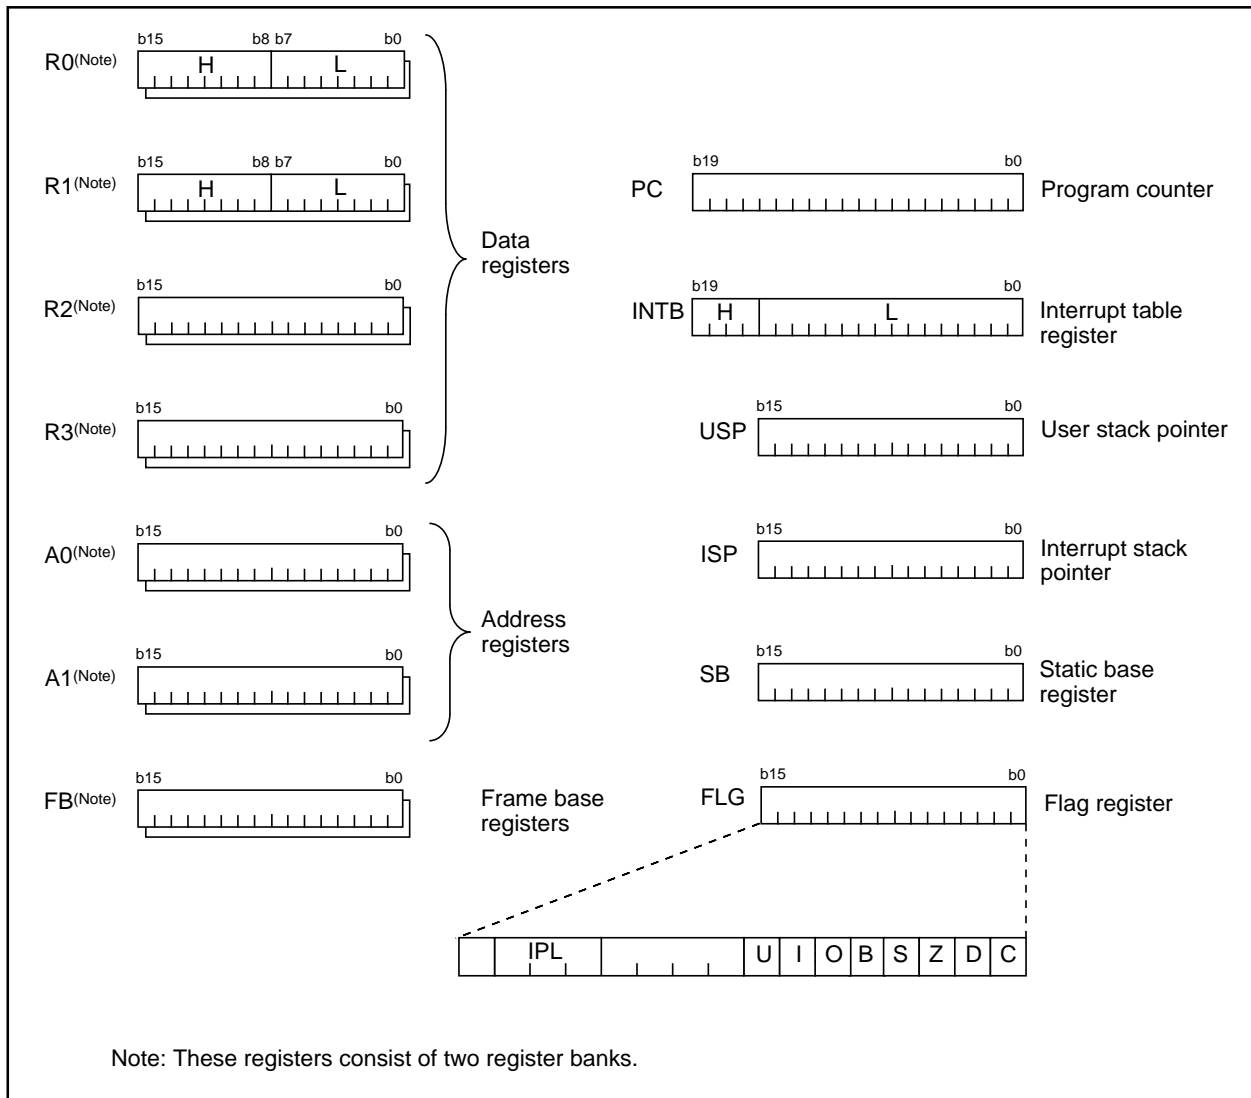 b15 b8 b7 b0
R0(Note) H L
b15 b8 b7 b0
R1(Note) H L
b15 b0
R2(Note)
b15 b0
R3(Note)
Data
registers
b15 b0
A0(Note)
b15 b0
A1(Note)
Address
registers
b15 b0
FB(Note)
Frame base
registers
b19 b0
PC Program counter
b19 b0
INTB H L Interrupt table
register
b15 b0
USP User stack pointer
b15 b0
ISP Interrupt stack
pointer
b15 b0
SB Static base
register
b15 b0
FLG Flag register
IPL U I O B S Z D C
Note: These registers consist of two register banks.